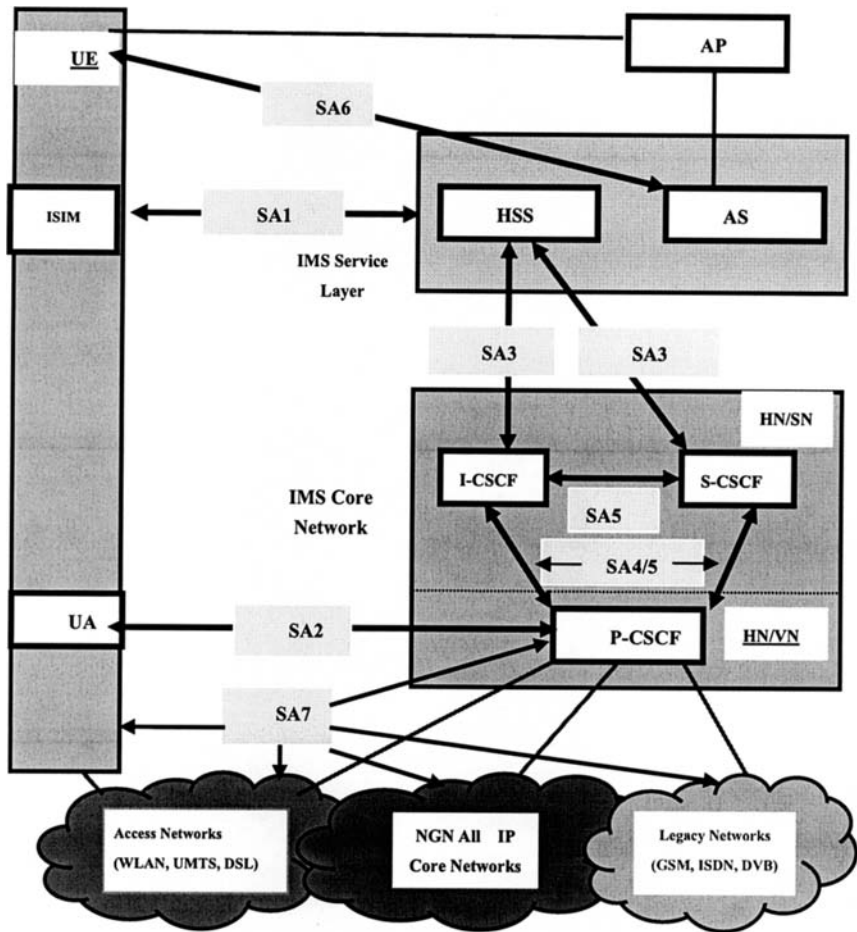 UE
AP
SA6
ISIM
SA1
HSS
AS
IMS Service
Layer
SA3
SA3
HN/SN
I-CSCF
S-CSCF
IMS Core
Network
SA5
SA4/5
UA
SA2
P-CSCF
HN/VN
SA7
Access Networks
(WLAN, UMTS, DSL)
NGN All IP
Core Networks
Legacy Networks
(GSM, ISDN, DVB)